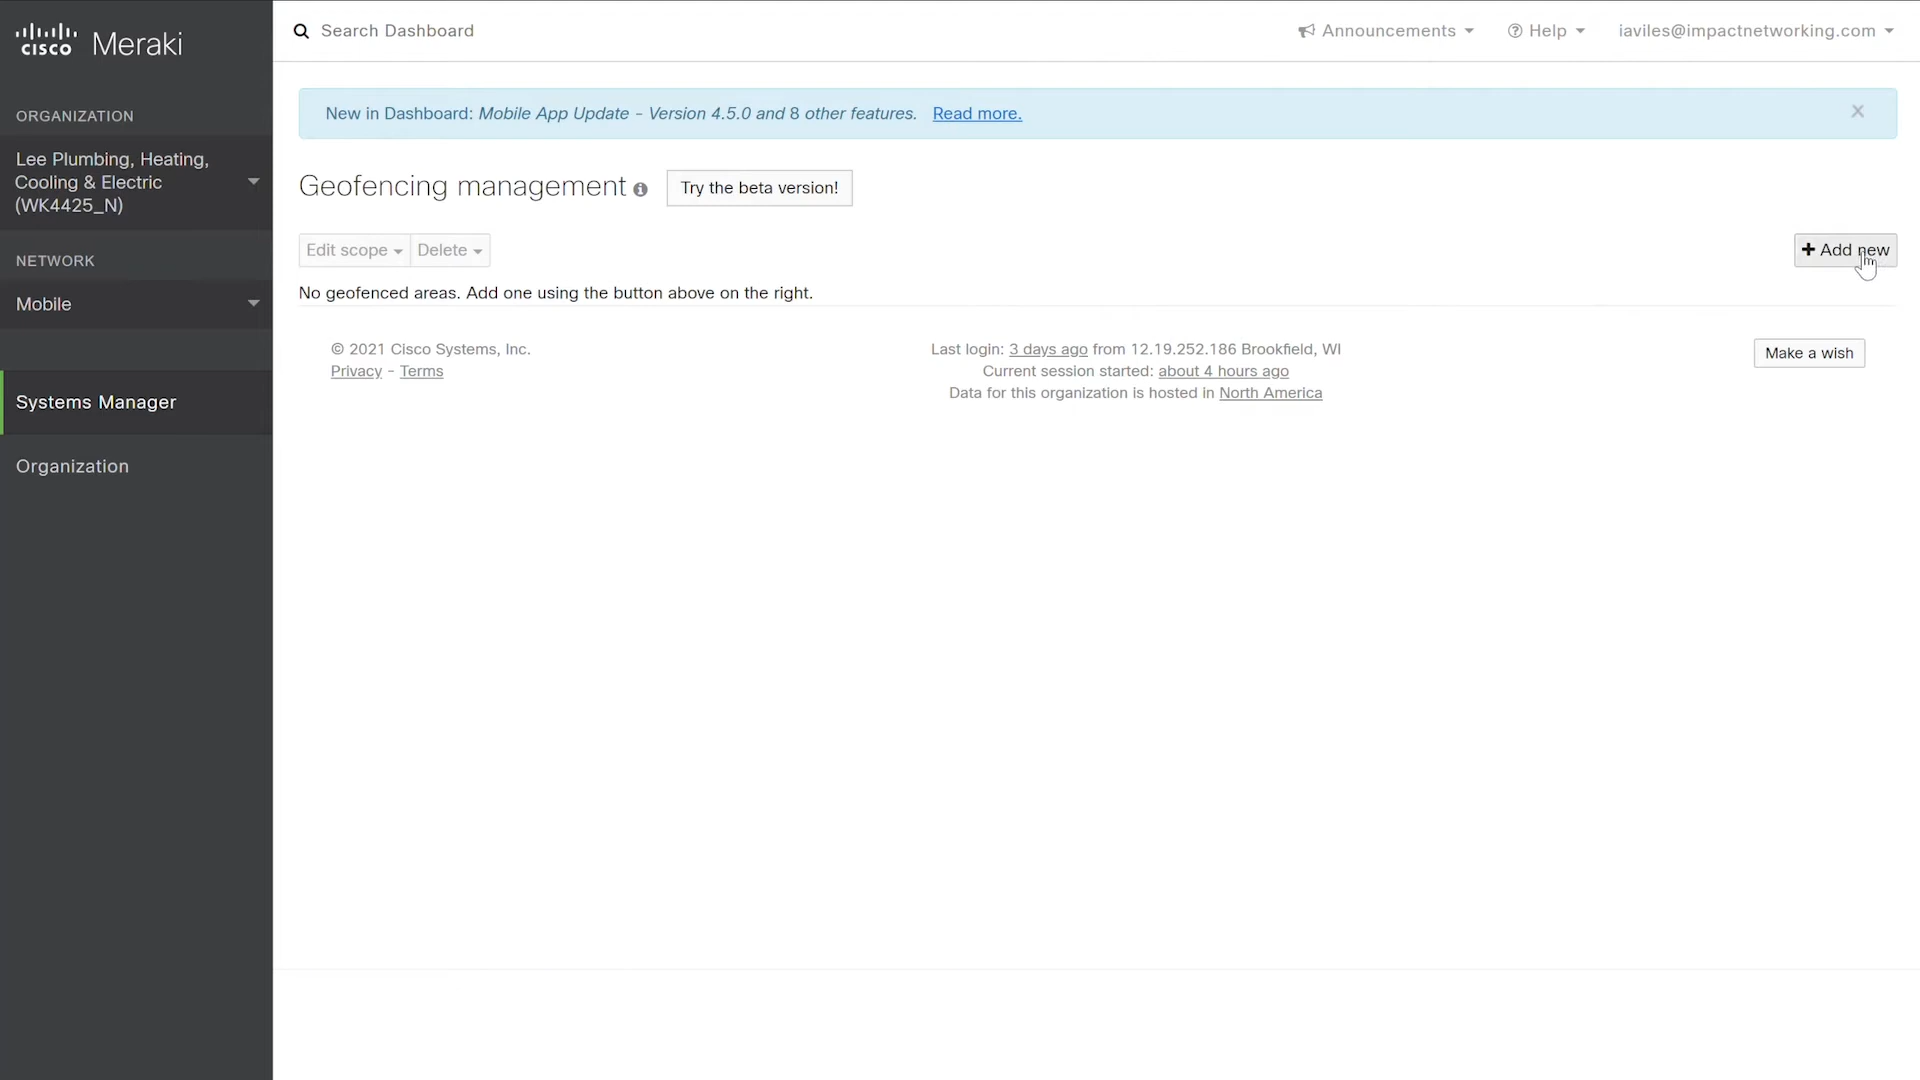 cisco Meraki
Search Dashboard
Announcements
Help
iaviles@impactnetworking.com
ORGANIZATION
Lee Plumbing, Heating,
Cooling & Electric
(WK4425_N)
NETWORK
Mobile
Systems Manager
Organization
New in Dashboard: Mobile App Update - Version 4.5.0 and 8 other features. Read more.
Geofencing management
Try the beta version!
Edit scope
Delete
+ Add new
No geofenced areas. Add one using the button above on the right.
© 2021 Cisco Systems, Inc.
Privacy - Terms
Last login: 3 days ago from 12.19.252.186 Brookfield, WI
Current session started: about 4 hours ago
Data for this organization is hosted in North America
Make a wish